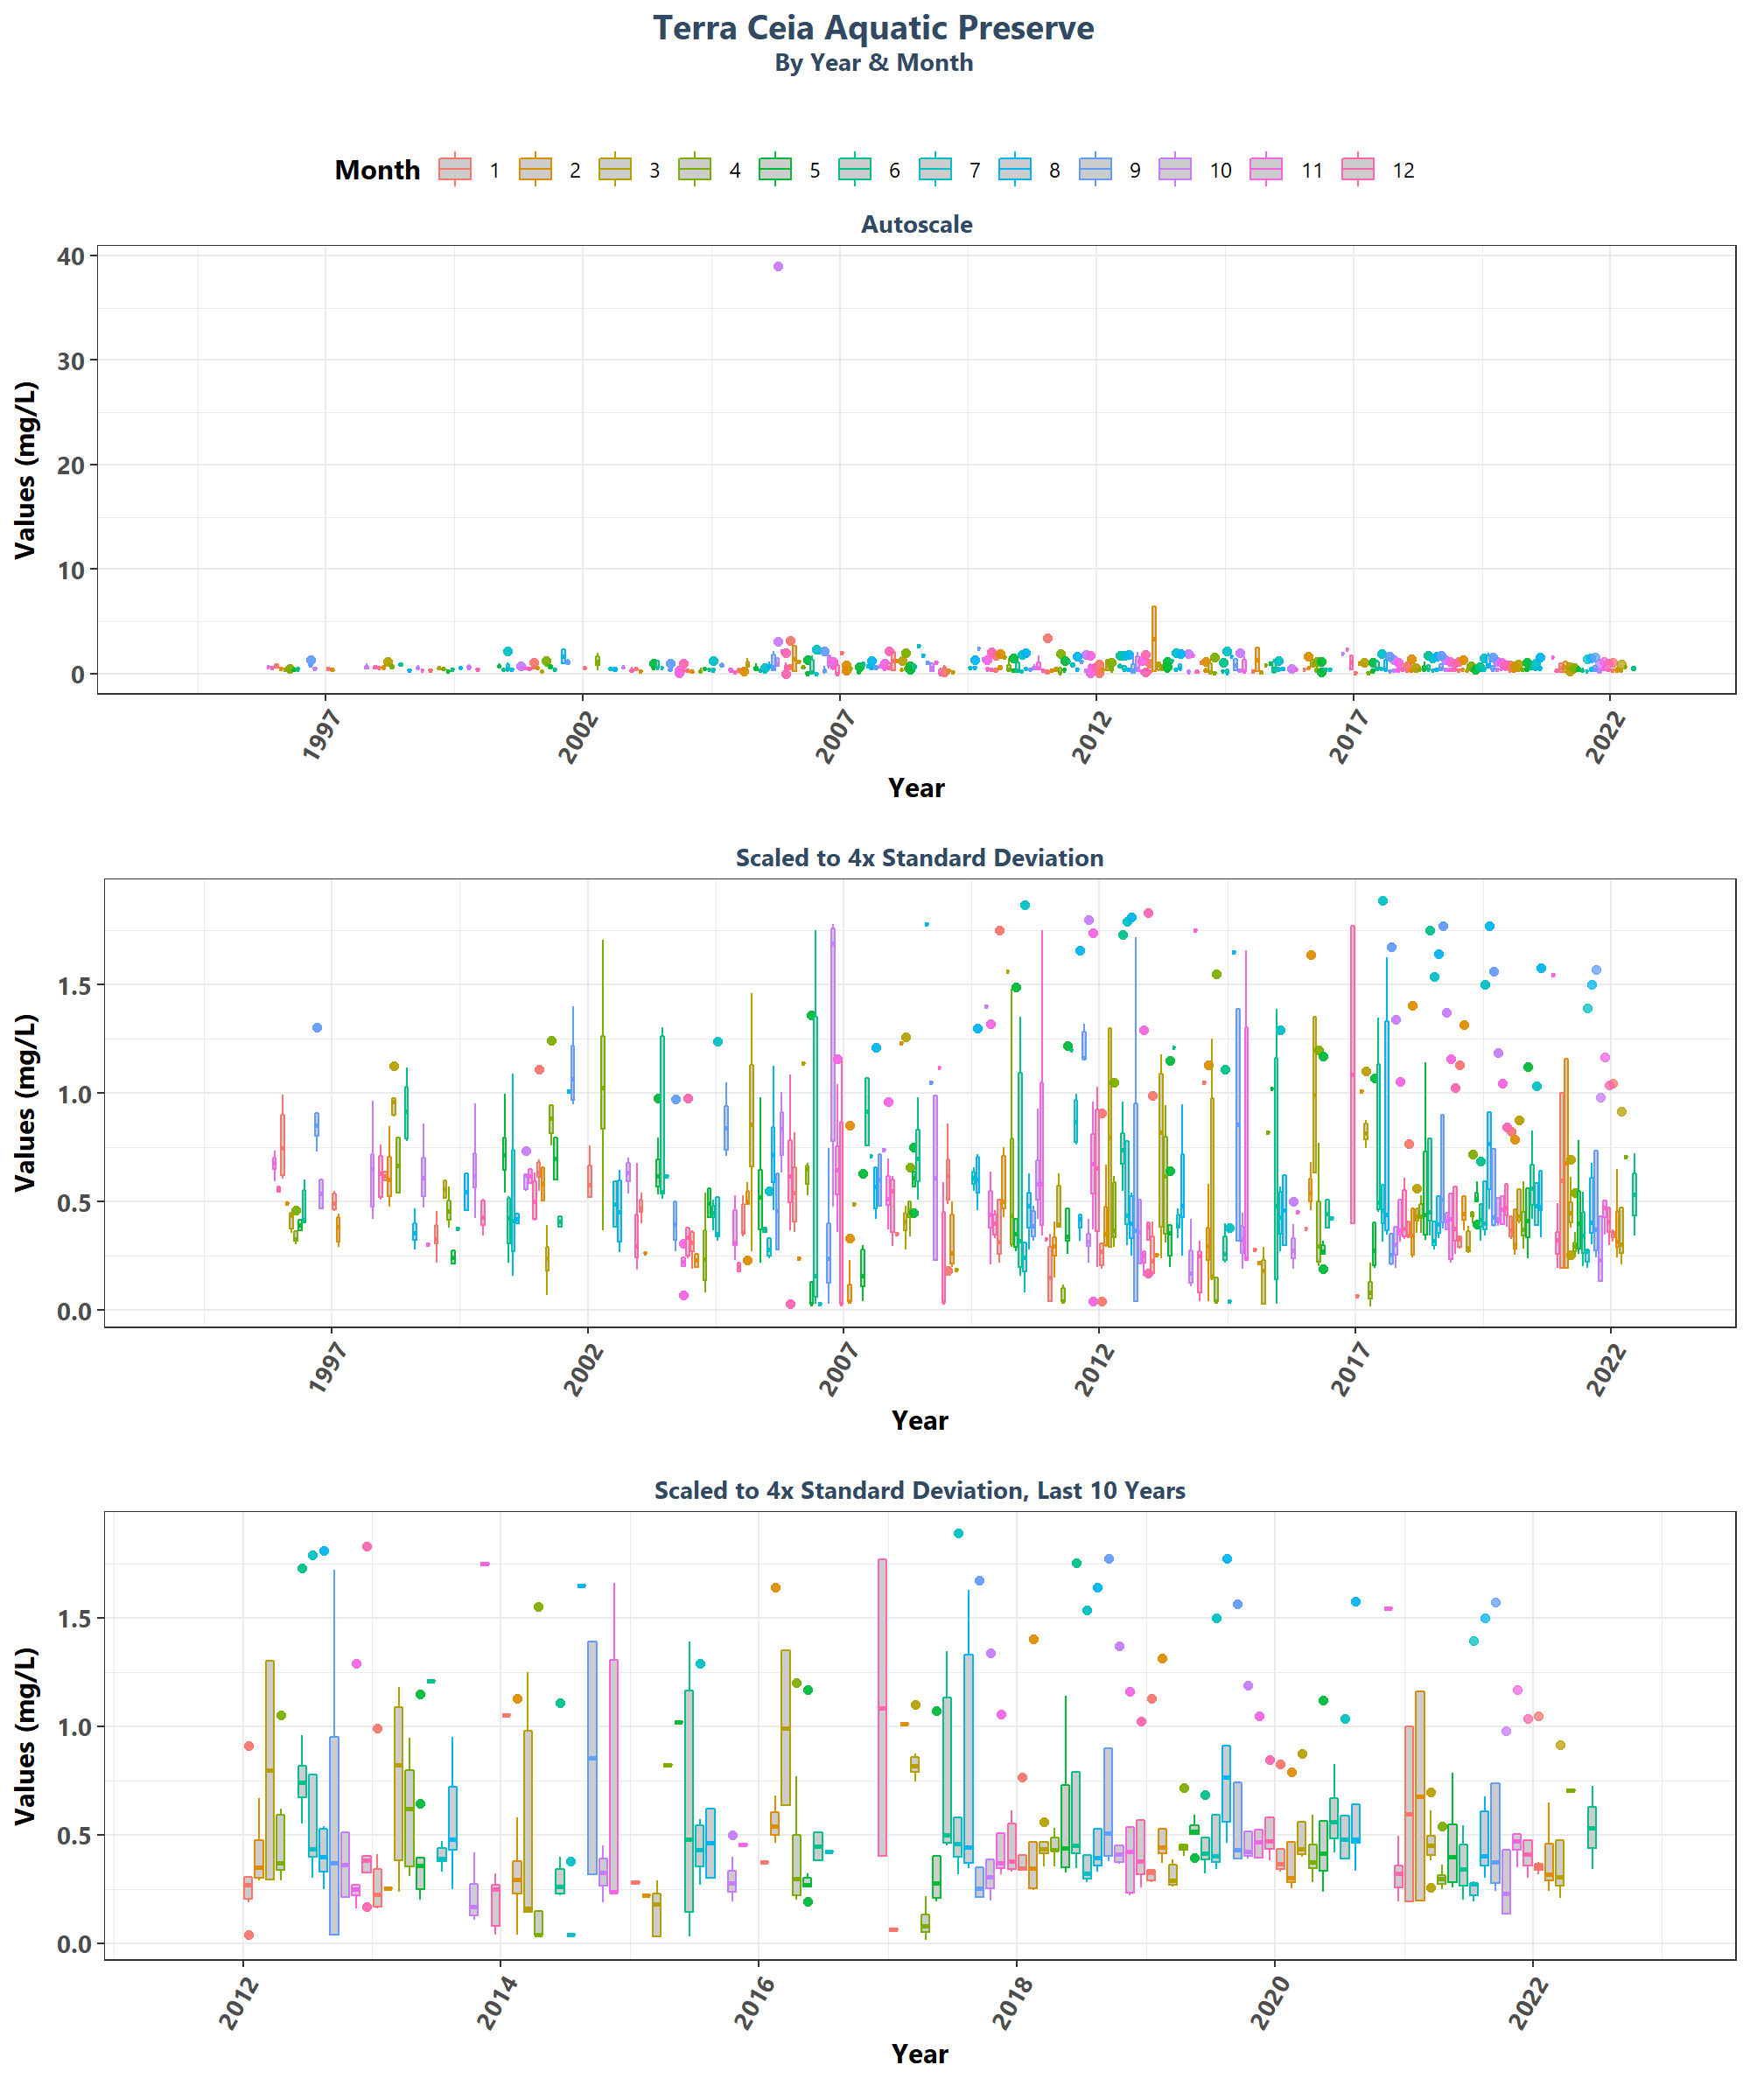 Terra Ceia Aquatic Preserve
By Year & Month
Month 1 2 3 4 5 6 7 8 9 10 11 12
Autoscale
Values (mg/L)
40
30
20
10
0
1997 2002 2007 2012 2017 2022
Year
Scaled to 4x Standard Deviation
Values (mg/L)
1.5
1.0
0.5
0.0
1997 2002 2007 2012 2017 2022
Year
Scaled to 4x Standard Deviation, Last 10 Years
Values (mg/L)
1.5
1.0
0.5
0.0
2012 2014 2016 2018 2020 2022
Year